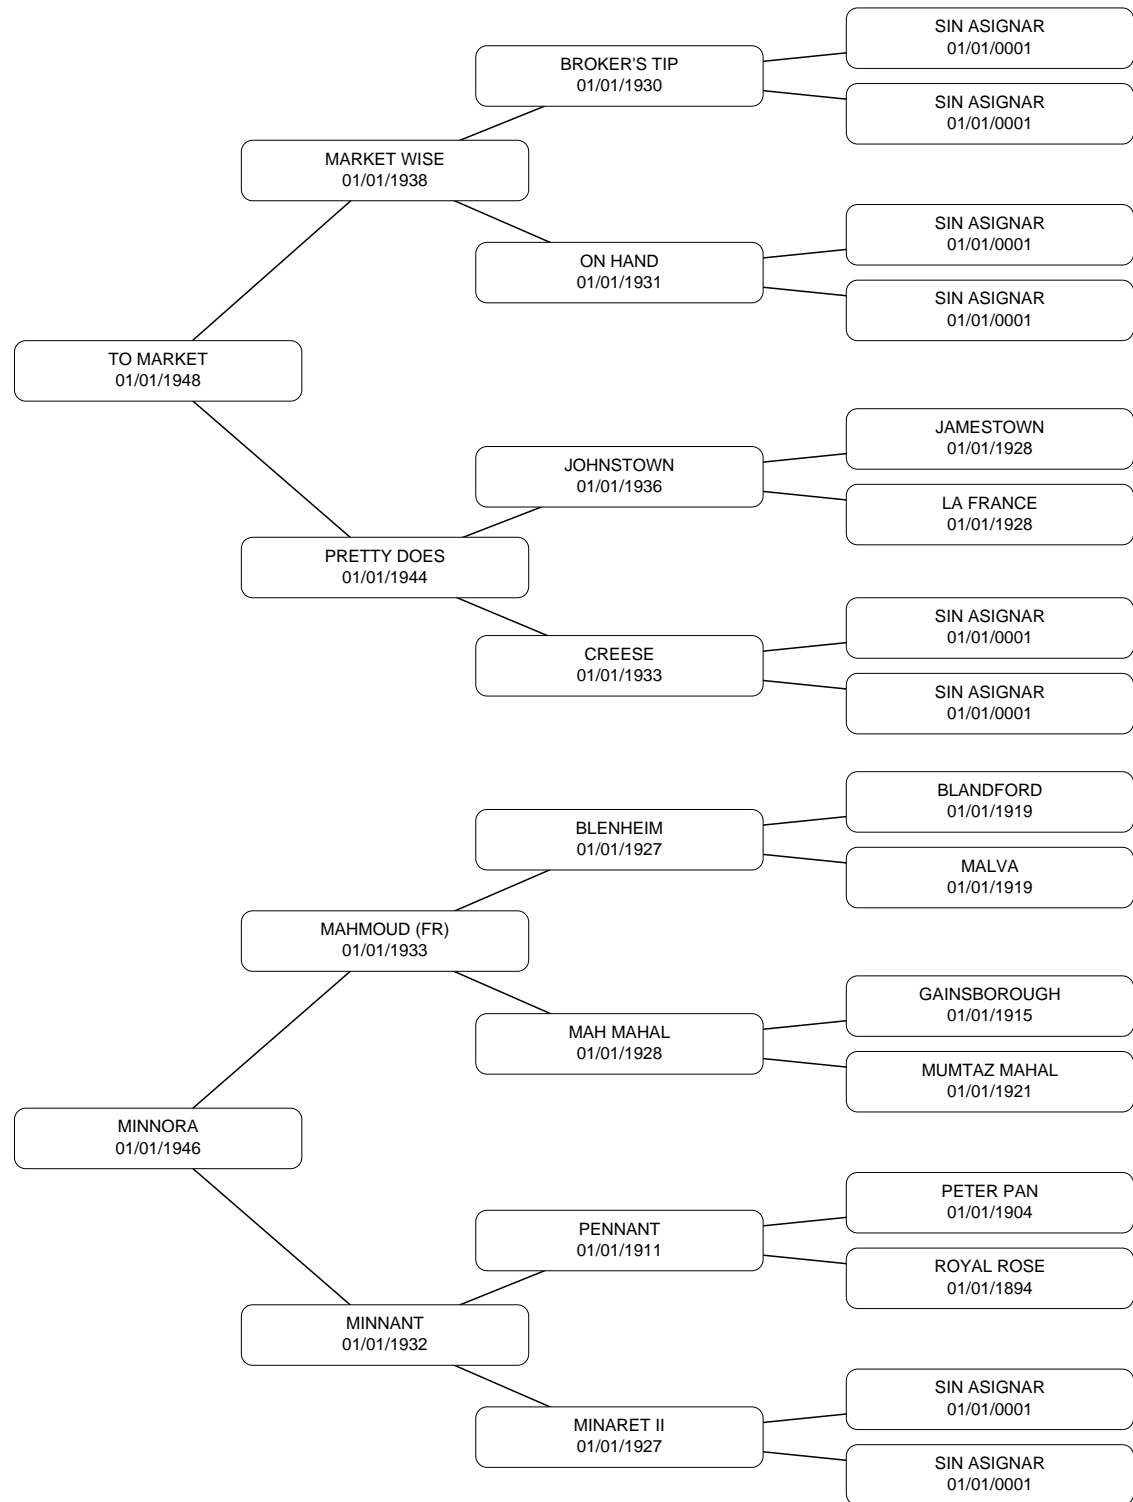 SIN ASIGNAR
01/01/0001
BROKER'S TIP
01/01/1930
SIN ASIGNAR
01/01/0001
MARKET WISE
01/01/1938
SIN ASIGNAR
01/01/0001
ON HAND
01/01/1931
SIN ASIGNAR
01/01/0001
TO MARKET
01/01/1948
JAMESTOWN
01/01/1928
JOHNSTOWN
01/01/1936
LA FRANCE
01/01/1928
PRETTY DOES
01/01/1944
SIN ASIGNAR
01/01/0001
CREESE
01/01/1933
SIN ASIGNAR
01/01/0001
BLANDFORD
01/01/1919
BLENHEIM
01/01/1927
MALVA
01/01/1919
MAHMOUD (FR)
01/01/1933
GAINSBOROUGH
01/01/1915
MAH MAHAL
01/01/1928
MUMTAZ MAHAL
01/01/1921
MINNORA
01/01/1946
PETER PAN
01/01/1904
PENNANT
01/01/1911
ROYAL ROSE
01/01/1894
MINNANT
01/01/1932
SIN ASIGNAR
01/01/0001
MINARET II
01/01/1927
SIN ASIGNAR
01/01/0001